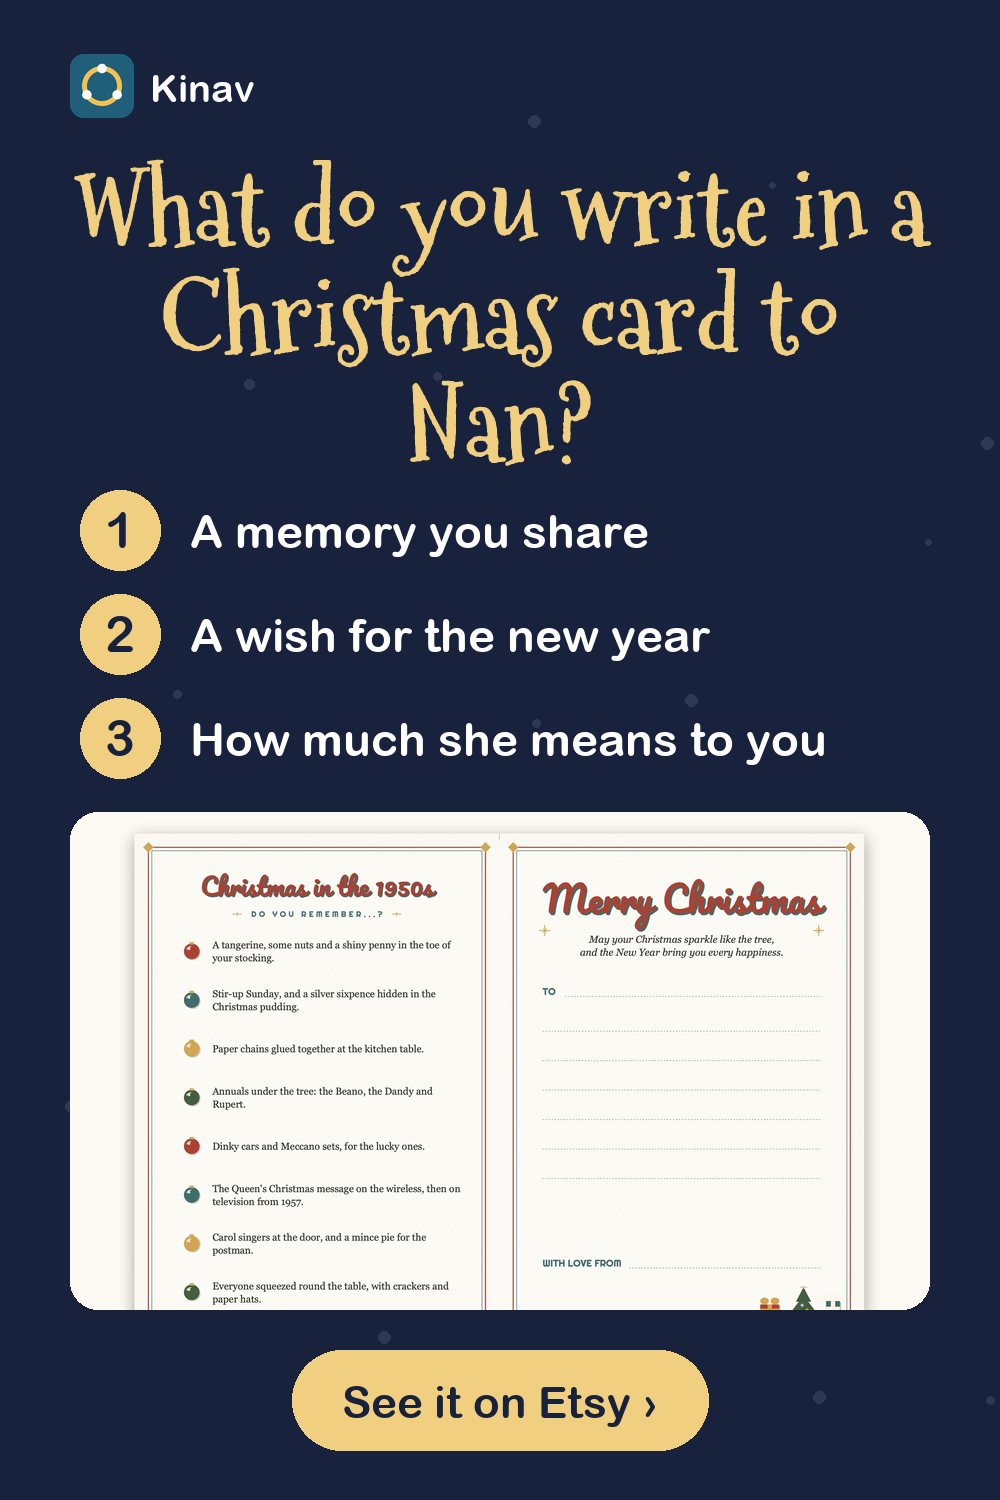 Kinav
What do you write in a
Christmas card to
Nan?
1 A memory you share
2 A wish for the new year
3 How much she means to you
Christmas in the 1950s
DO YOU REMEMBER...?
A tangerine, some nuts and a shiny penny in the toe of
your stocking.
Stir-up Sunday, and a silver sixpence hidden in the
Christmas pudding.
Paper chains glued together at the kitchen table.
Annuals under the tree: the Beano, the Dandy and
Rupert.
Dinky cars and Meccano sets, for the lucky ones.
The Queen's Christmas message on the wireless, then on
television from 1957.
Carol singers at the door, and a mince pie for the
postman.
Everyone squeezed round the table, with crackers and
paper hats.
Merry Christmas
May your Christmas sparkle like the tree,
and the New Year bring you every happiness.
TO
WITH LOVE FROM
See it on Etsy ›